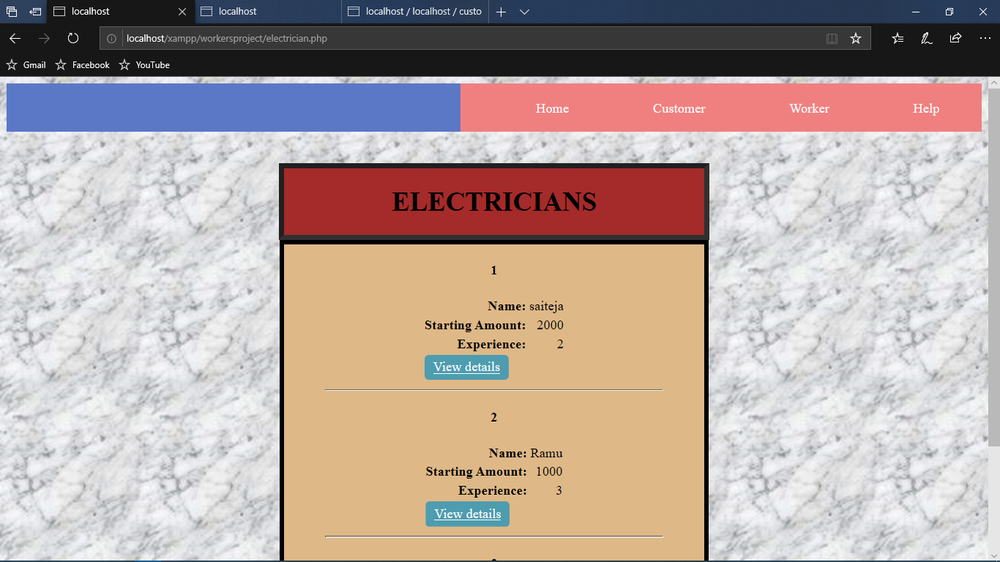 localhost
localhost
localhost / localhost / custo
localhost/xampp/workersproject/electrician.php
Gmail
Facebook
YouTube
Home
Customer
Worker
Help
ELECTRICIANS
1
Name: saiteja
Starting Amount: 2000
Experience: 2
View details
2
Name: Ramu
Starting Amount: 1000
Experience: 3
View details